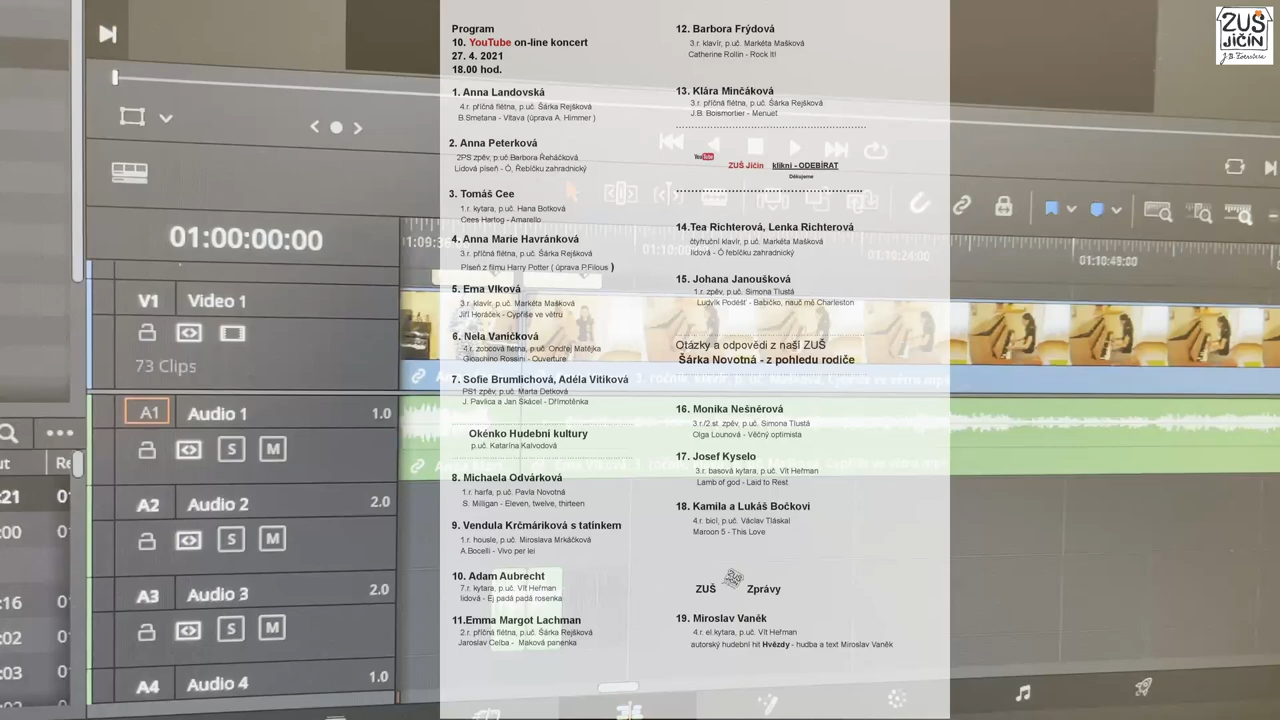 Program
10. YouTube on-line koncert
27. 4. 2021
18.00 hod.
1. Anna Landovská
4.r. příčná flétna, p.uč. Šárka Rejšková
B.Smetana - Vltava (úprava A. Himmer )
2. Anna Peterková
2PS zpěv, p.uč.Barbora Řeháčková
Lidová píseň - Ó, Řebíčku zahradnický
3. Tomáš Cee
1.r. kytara, p.uč. Hana Botková
Cees Hartog - Amarello
4. Anna Marie Havránková
3.r. příčná flétna, p.uč. Šárka Rejšková
Píseň z filmu Harry Potter ( úprava P.Filous )
5. Ema Vlková
3.r. klavír, p.uč. Markéta Mašková
Jiří Horáček - Cypřiše ve větru
6. Nela Vaníčková
4.r. zobcová flétna, p.uč. Ondřej Matějka
Gioachino Rossini - Ouverture
7. Sofie Brumlichová, Adéla Vitíková
PS1 zpěv, p.uč. Marta Detková
J. Pavlica a Jan Skácel - Dřímotěnka
Okénko Hudební kultury
p.uč. Katarína Kalvodová
8. Michaela Odvárková
1.r. harfa, p.uč. Pavla Novotná
S. Milligan - Eleven, twelve, thirteen
9. Vendula Krčmáriková s tatínkem
1.r. housle, p.uč. Miroslava Mrkáčková
A.Bocelli - Vivo per lei
10. Adam Aubrecht
7.r. kytara, p.uč. Vít Heřman
lidová - Ej padá padá rosenka
11.Emma Margot Lachman
2.r. příčná flétna, p.uč. Šárka Rejšková
Jaroslav Celba - Maková panenka
12. Barbora Frýdová
3.r. klavír, p.uč. Markéta Mašková
Catherine Rollin - Rock It!
13. Klára Minčáková
3.r. příčná flétna, p.uč. Šárka Rejšková
J.B. Boismortier - Menuet
YouTube
ZUŠ Jičín klikni - ODEBÍRAT
Děkujeme
14.Tea Richterová, Lenka Richterová
čtyřruční klavír, p.uč. Markéta Mašková
lidová - Ó řebíčku zahradnický
15. Johana Janoušková
1.r. zpěv, p.uč. Simona Tlustá
Ludvík Podéšť - Babičko, nauč mě Charleston
Otázky a odpovědi z naší ZUŠ
Šárka Novotná - z pohledu rodiče
16. Monika Nešněrová
3.r./2.st. zpěv, p.uč. Simona Tlustá
Olga Lounová - Věčný optimista
17. Josef Kyselo
3.r. basová kytara, p.uč. Vít Heřman
Lamb of god - Laid to Rest
18. Kamila a Lukáš Bočkovi
4.r. bicí, p.uč. Václav Tláskal
Maroon 5 - This Love
ZUŠ Zprávy
19. Miroslav Vaněk
4.r. el.kytara, p.uč. Vít Heřman
autorský hudební hit Hvězdy - hudba a text Miroslav Vaněk
ZUŠ
JIČÍN
J.B. Foerstera
01:00:00:00
01:10:24:00
01:10:49:00
V1 Video 1
73 Clips
A1 Audio 1 1.0
S M
A2 Audio 2 2.0
S M
A3 Audio 3 2.0
S M
A4 Audio 4 1.0